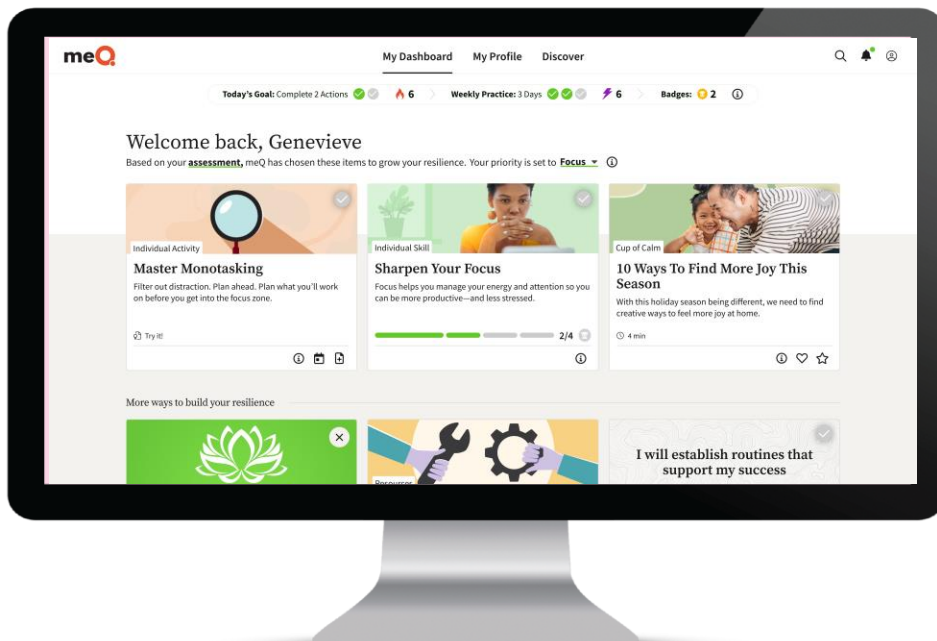 meQ
My Dashboard My Profile Discover
Today's Goal: Complete 2 Actions 6 Weekly Practice: 3 Days 6 Badges: 2
Welcome back, Genevieve
Based on your assessment, meQ has chosen these items to grow your resilience. Your priority is set to Focus
Individual Activity
Master Monotasking
Filter out distraction. Plan ahead. Plan what you'll work
on before you get into the focus zone.
Try it!
Individual Skill
Sharpen Your Focus
Focus helps you manage your energy and attention so you
can be more productive—and less stressed.
2/4
Cup of Calm
10 Ways To Find More Joy This
Season
With this holiday season being different, we need to find
creative ways to feel more joy at home.
4 min
More ways to build your resilience
Resources
I will establish routines that
support my success